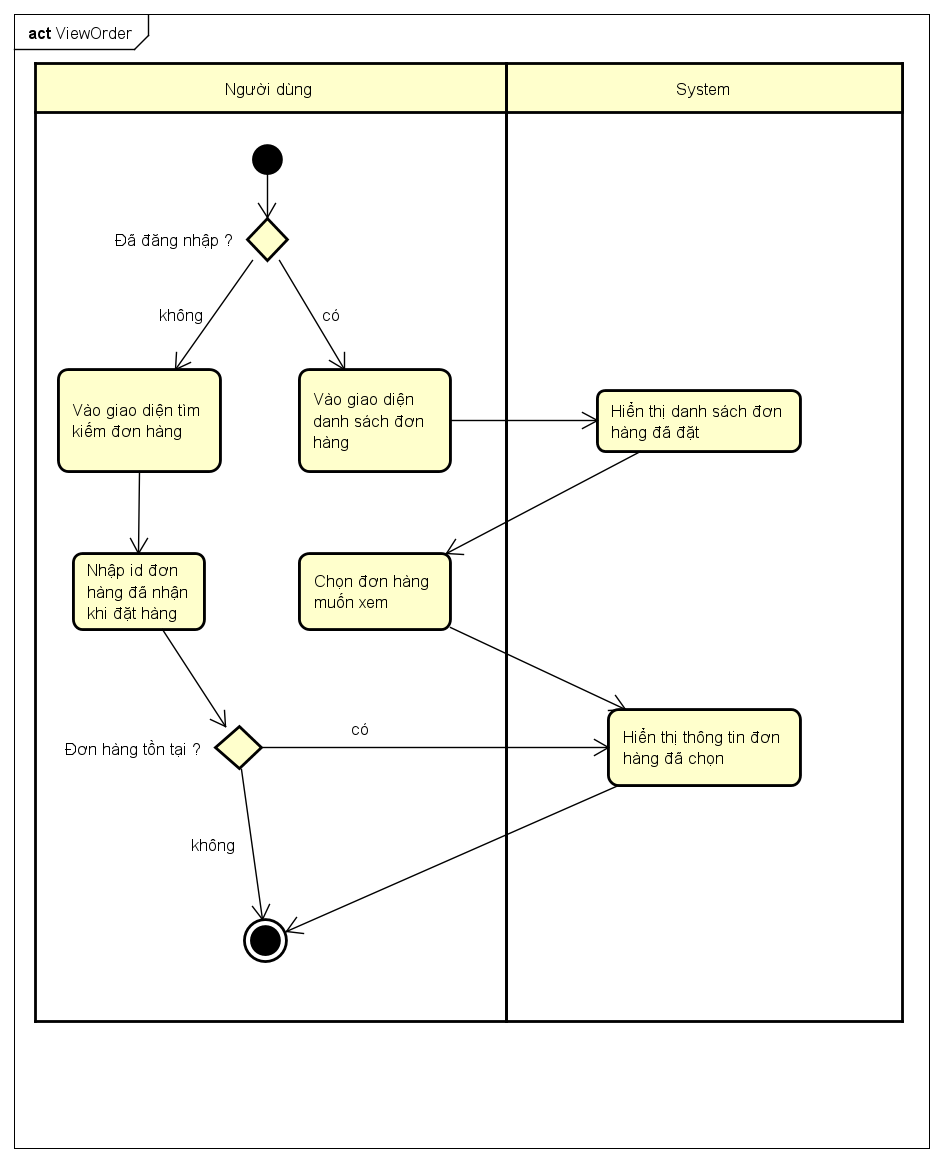 act ViewOrder
Người dùng
System
Đã đăng nhập ?
không
có
Vào giao diện tìm
kiếm đơn hàng
Vào giao diện
danh sách đơn
hàng
Hiển thị danh sách đơn
hàng đã đặt
Nhập id đơn
hàng đã nhận
khi đặt hàng
Chọn đơn hàng
muốn xem
Đơn hàng tồn tại ?
có
Hiển thị thông tin đơn
hàng đã chọn
không